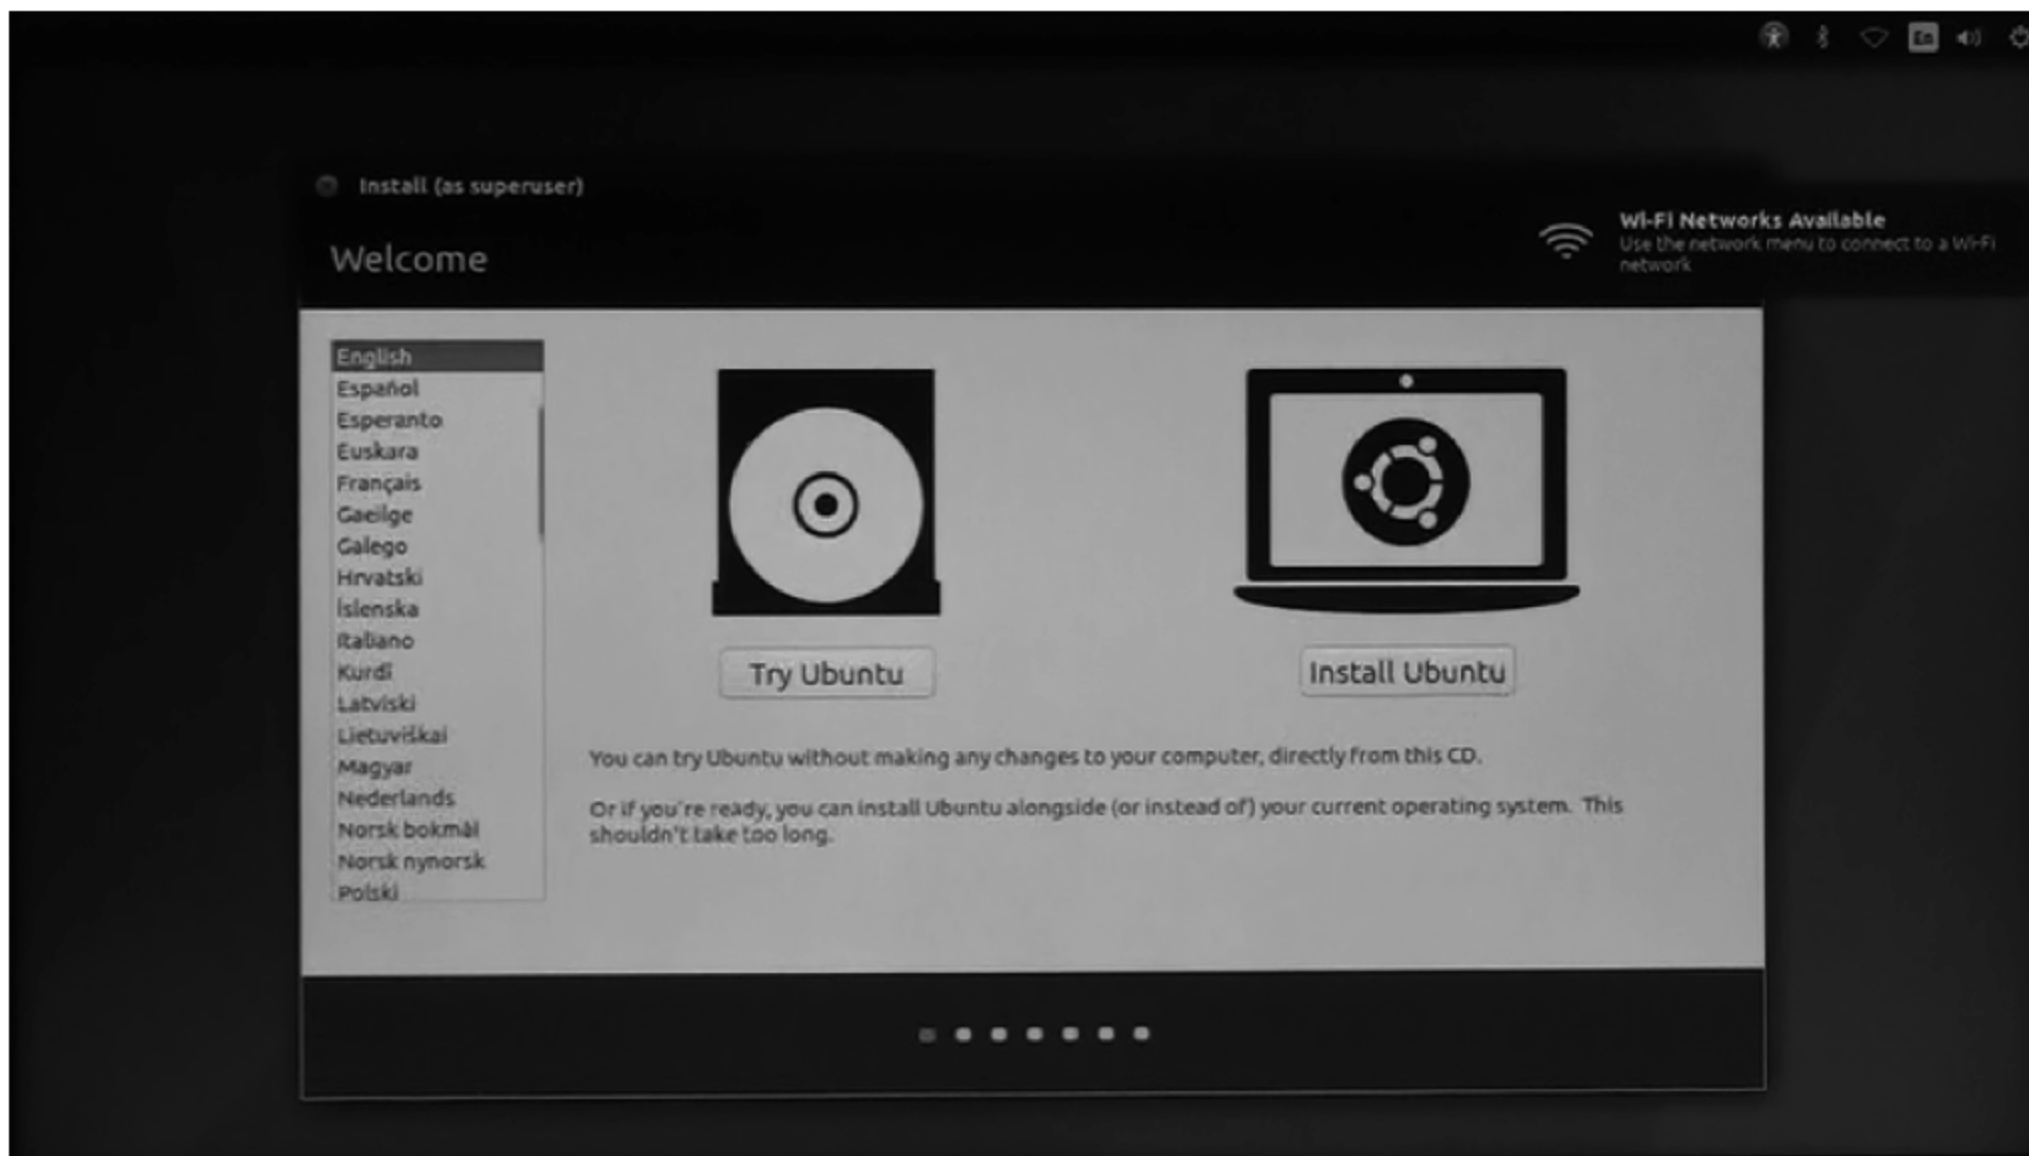 En
Install (as superuser)
Welcome
Wi-Fi Networks Available
Use the network menu to connect to a Wi-Fi
network
English
Español
Esperanto
Euskara
Français
Gaeilge
Galego
Hrvatski
Íslenska
Italiano
Kurdî
Latviski
Lietuviškai
Magyar
Nederlands
Norsk bokmål
Norsk nynorsk
Polski
Try Ubuntu
Install Ubuntu
You can try Ubuntu without making any changes to your computer, directly from this CD.
Or if you're ready, you can install Ubuntu alongside (or instead of) your current operating system. This
shouldn't take too long.